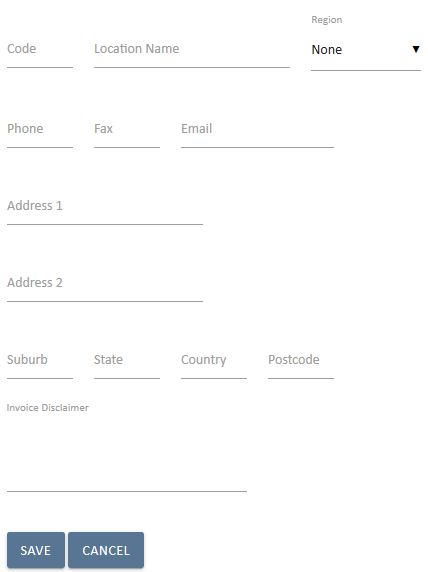 Region
Code Location Name None
Phone Fax Email
Address 1
Address 2
Suburb State Country Postcode
Invoice Disclaimer
SAVE CANCEL